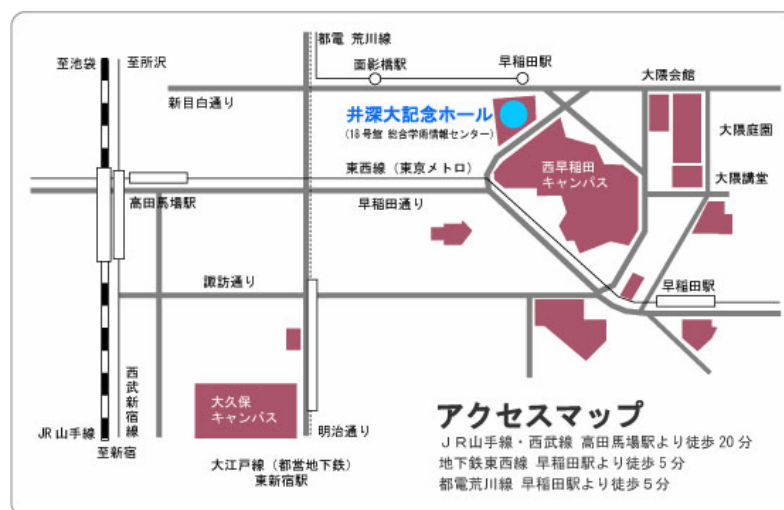 都電 荒川線
至池袋
至所沢
面影橋駅
早稲田駅
大隈会館
新目白通り
井深大記念ホール
(18号館 総合学術情報センター)
大隈庭園
東西線（東京メトロ）
西早稲田
キャンパス
大隈講堂
高田馬場駅
早稲田通り
諏訪通り
早稲田駅
西武新宿線
大久保
キャンパス
JR山手線
明治通り
至新宿
大江戸線（都営地下鉄）
東新宿駅
アクセスマップ
ＪＲ山手線・西武線 高田馬場駅より徒歩20分
地下鉄東西線 早稲田駅より徒歩5分
都電荒川線 早稲田駅より徒歩５分